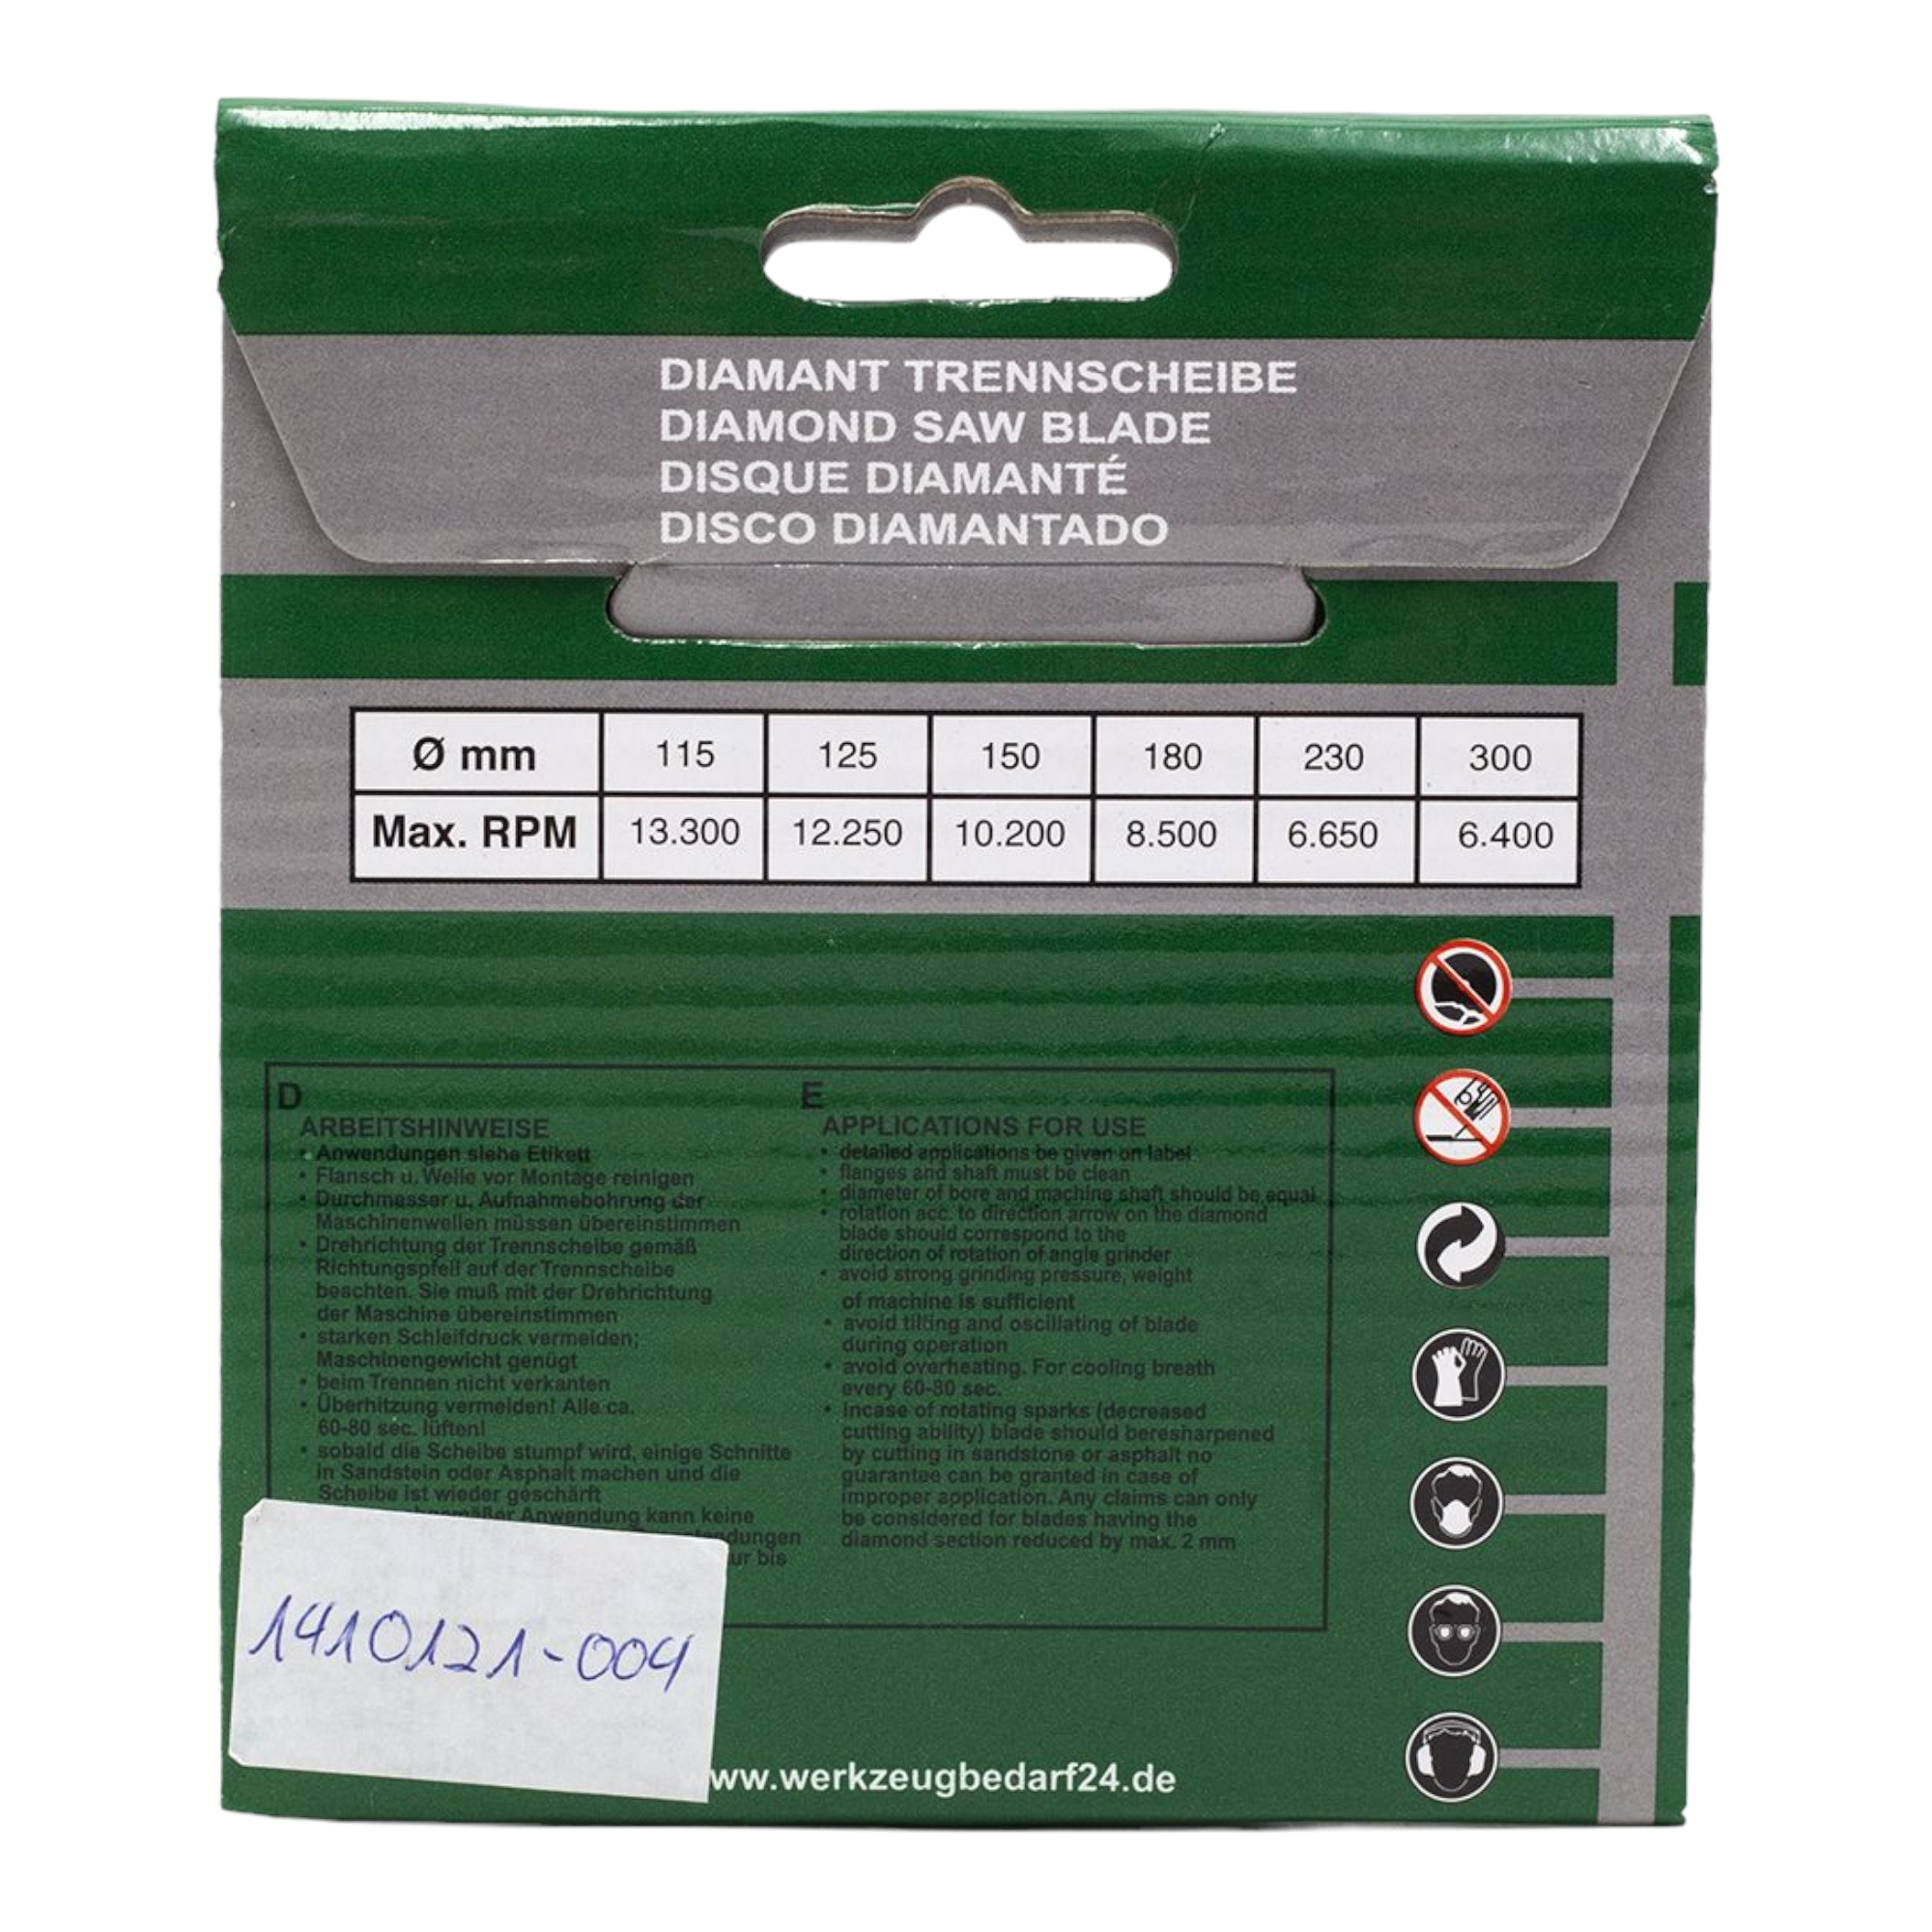 DIAMANT TRENNSCHEIBE
DIAMOND SAW BLADE
DISQUE DIAMANTÉ
DISCO DIAMANTADO
Ø mm 115 125 150 180 230 300
Max. RPM 13.300 12.250 10.200 8.500 6.650 6.400
D
ARBEITSHINWEISE
• Anwendungen siehe Etikett
• Flansch u. Welle vor Montage reinigen
• Durchmesser u. Aufnahmebohrung der
Maschinenwellen müssen übereinstimmen
• Drehrichtung der Trennscheibe gemäß
Richtungspfeil auf der Trennscheibe
beachten. Sie muß mit der Drehrichtung
der Maschine übereinstimmen
• starken Schleifdruck vermeiden;
Maschinengewicht genügt
• beim Trennen nicht verkanten
• Überhitzung vermeiden! Alle ca.
60-80 sec. lüften!
• sobald die Scheibe stumpf wird, einige Schnitte
in Sandstein oder Asphalt machen und die
Scheibe ist wieder geschärft
Anwendung kann keine
ur bis
E
APPLICATIONS FOR USE
• detailed applications be given on label
• flanges and shaft must be clean
• diameter of bore and machine shaft should be equal
• rotation acc. to direction arrow on the diamond
blade should correspond to the
direction of rotation of angle grinder
• avoid strong grinding pressure, weight
of machine is sufficient
• avoid tilting and oscillating of blade
during operation
• avoid overheating. For cooling breath
every 60-80 sec.
• incase of rotating sparks (decreased
cutting ability) blade should beresharpened
by cutting in sandstone or asphalt no
guarantee can be granted in case of
improper application. Any claims can only
be considered for blades having the
diamond section reduced by max. 2 mm
1410121-004
ww.werkzeugbedarf24.de